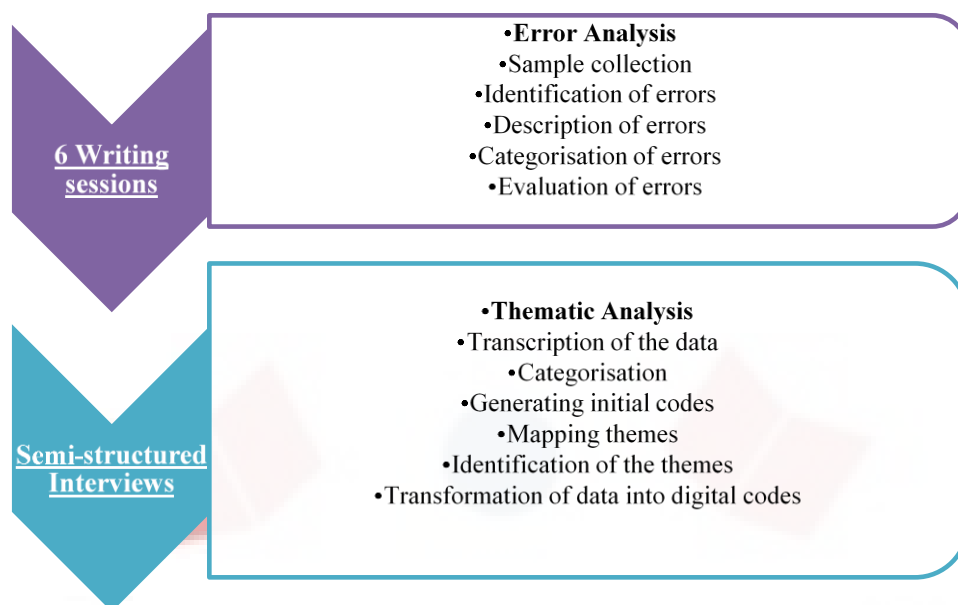 6 Writing
sessions
•Error Analysis
•Sample collection
•Identification of errors
•Description of errors
•Categorisation of errors
•Evaluation of errors
Semi-structured
Interviews
•Thematic Analysis
•Transcription of the data
•Categorisation
•Generating initial codes
•Mapping themes
•Identification of the themes
•Transformation of data into digital codes